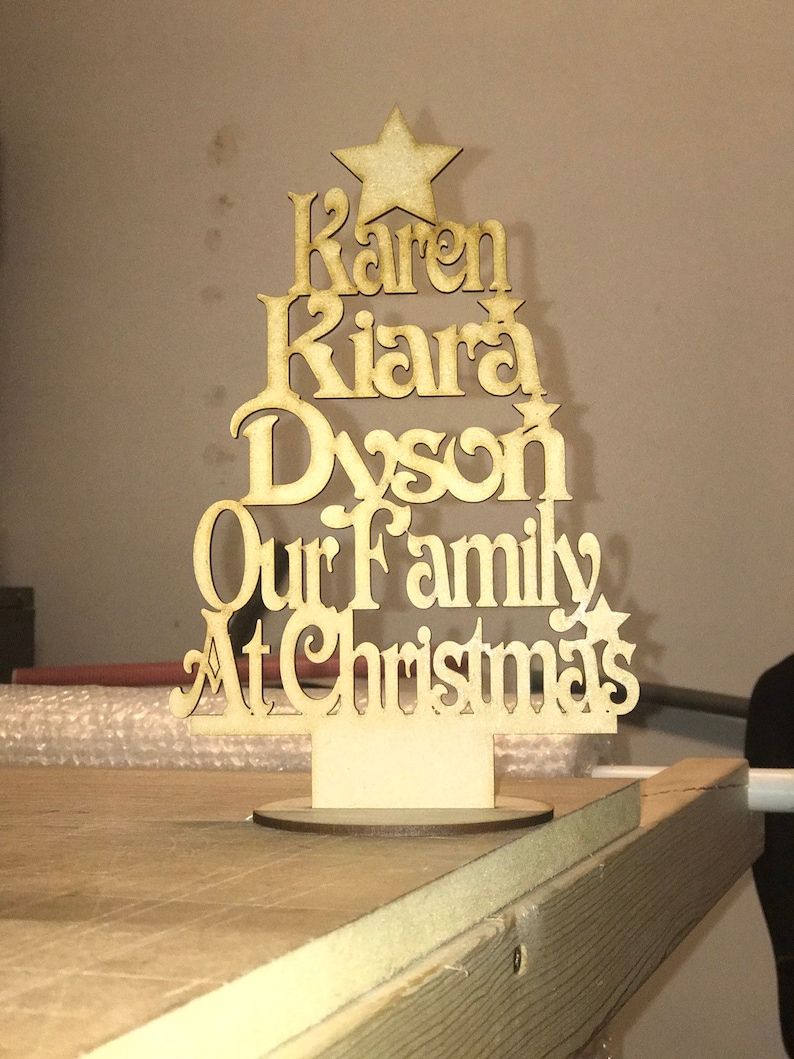 Karen
Kiara
Dyson
Our Family
At Christmas